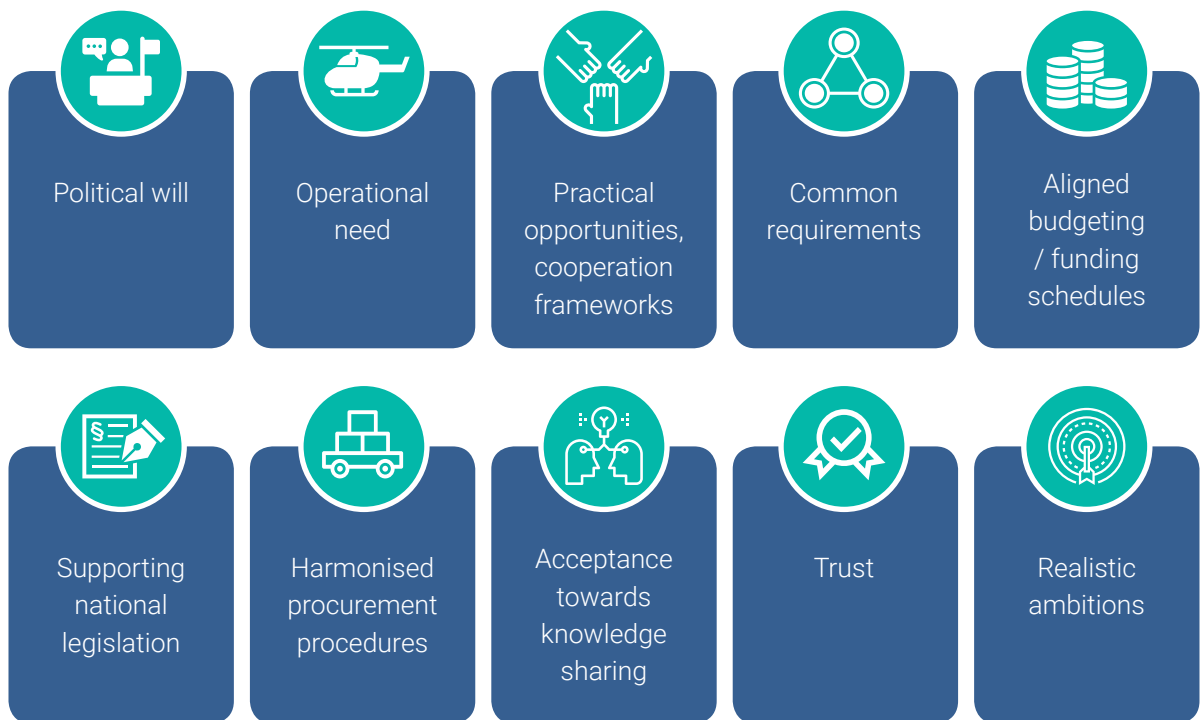 Political will
Operational
need
Practical
opportunities,
cooperation
frameworks
Common
requirements
Aligned
budgeting
/ funding
schedules
§
Supporting
national
legislation
Harmonised
procurement
procedures
Acceptance
towards
knowledge
sharing
Trust
Realistic
ambitions